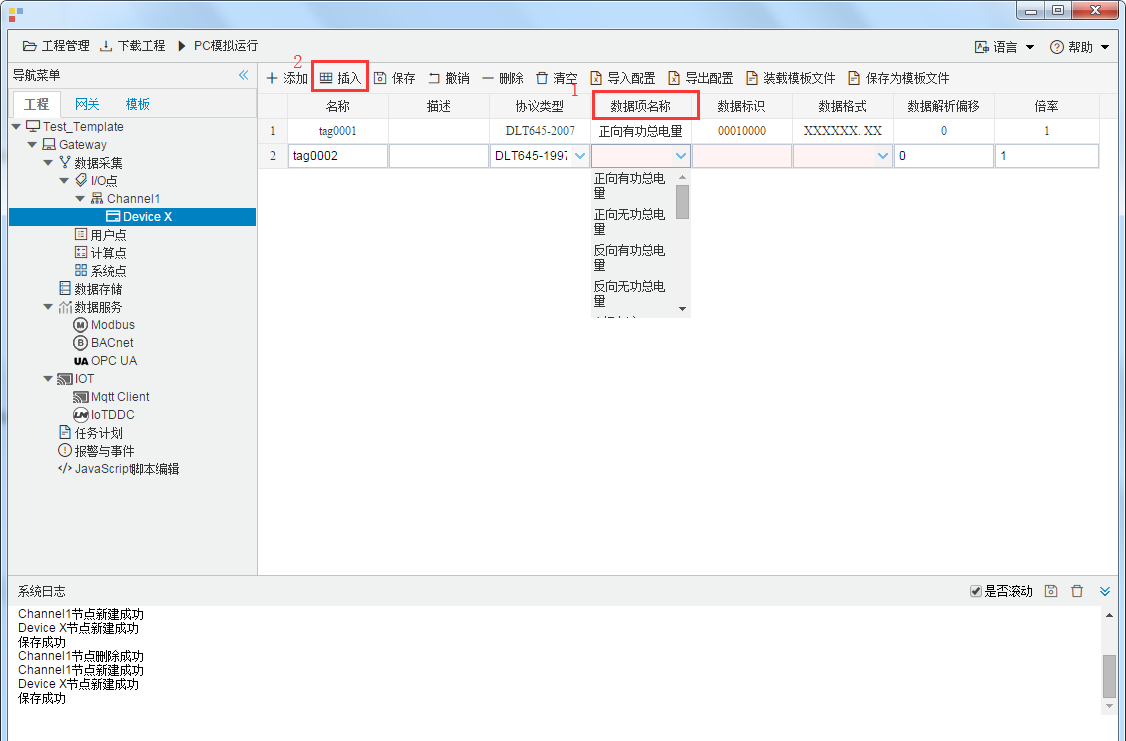 工程管理 下载工程 PC模拟运行 语言 帮助
导航菜单
2
添加 插入 保存 撤销 删除 清空 导入配置 导出配置 装载模板文件 保存为模板文件
1
工程 网关 模板
名称 描述 协议类型 数据项名称 数据标识 数据格式 数据解析偏移 倍率
1 tag0001 DLT645-2007 正向有功总电量 00010000 XXXXXX.XX 0 1
2 tag0002 DLT645-1997 0 1
正向有功总电
量
正向无功总电
量
反向有功总电
量
反向无功总电
量
Test_Template
Gateway
数据采集
I/O点
Channel1
Device X
用户点
计算点
系统点
数据存储
数据服务
M Modbus
B BACnet
UA OPC UA
IOT
Mqtt Client
IoTDDC
任务计划
报警与事件
JavaScript脚本编辑
系统日志 是否滚动
Channel1节点新建成功
Device X节点新建成功
保存成功
Channel1节点删除成功
Channel1节点新建成功
Device X节点新建成功
保存成功